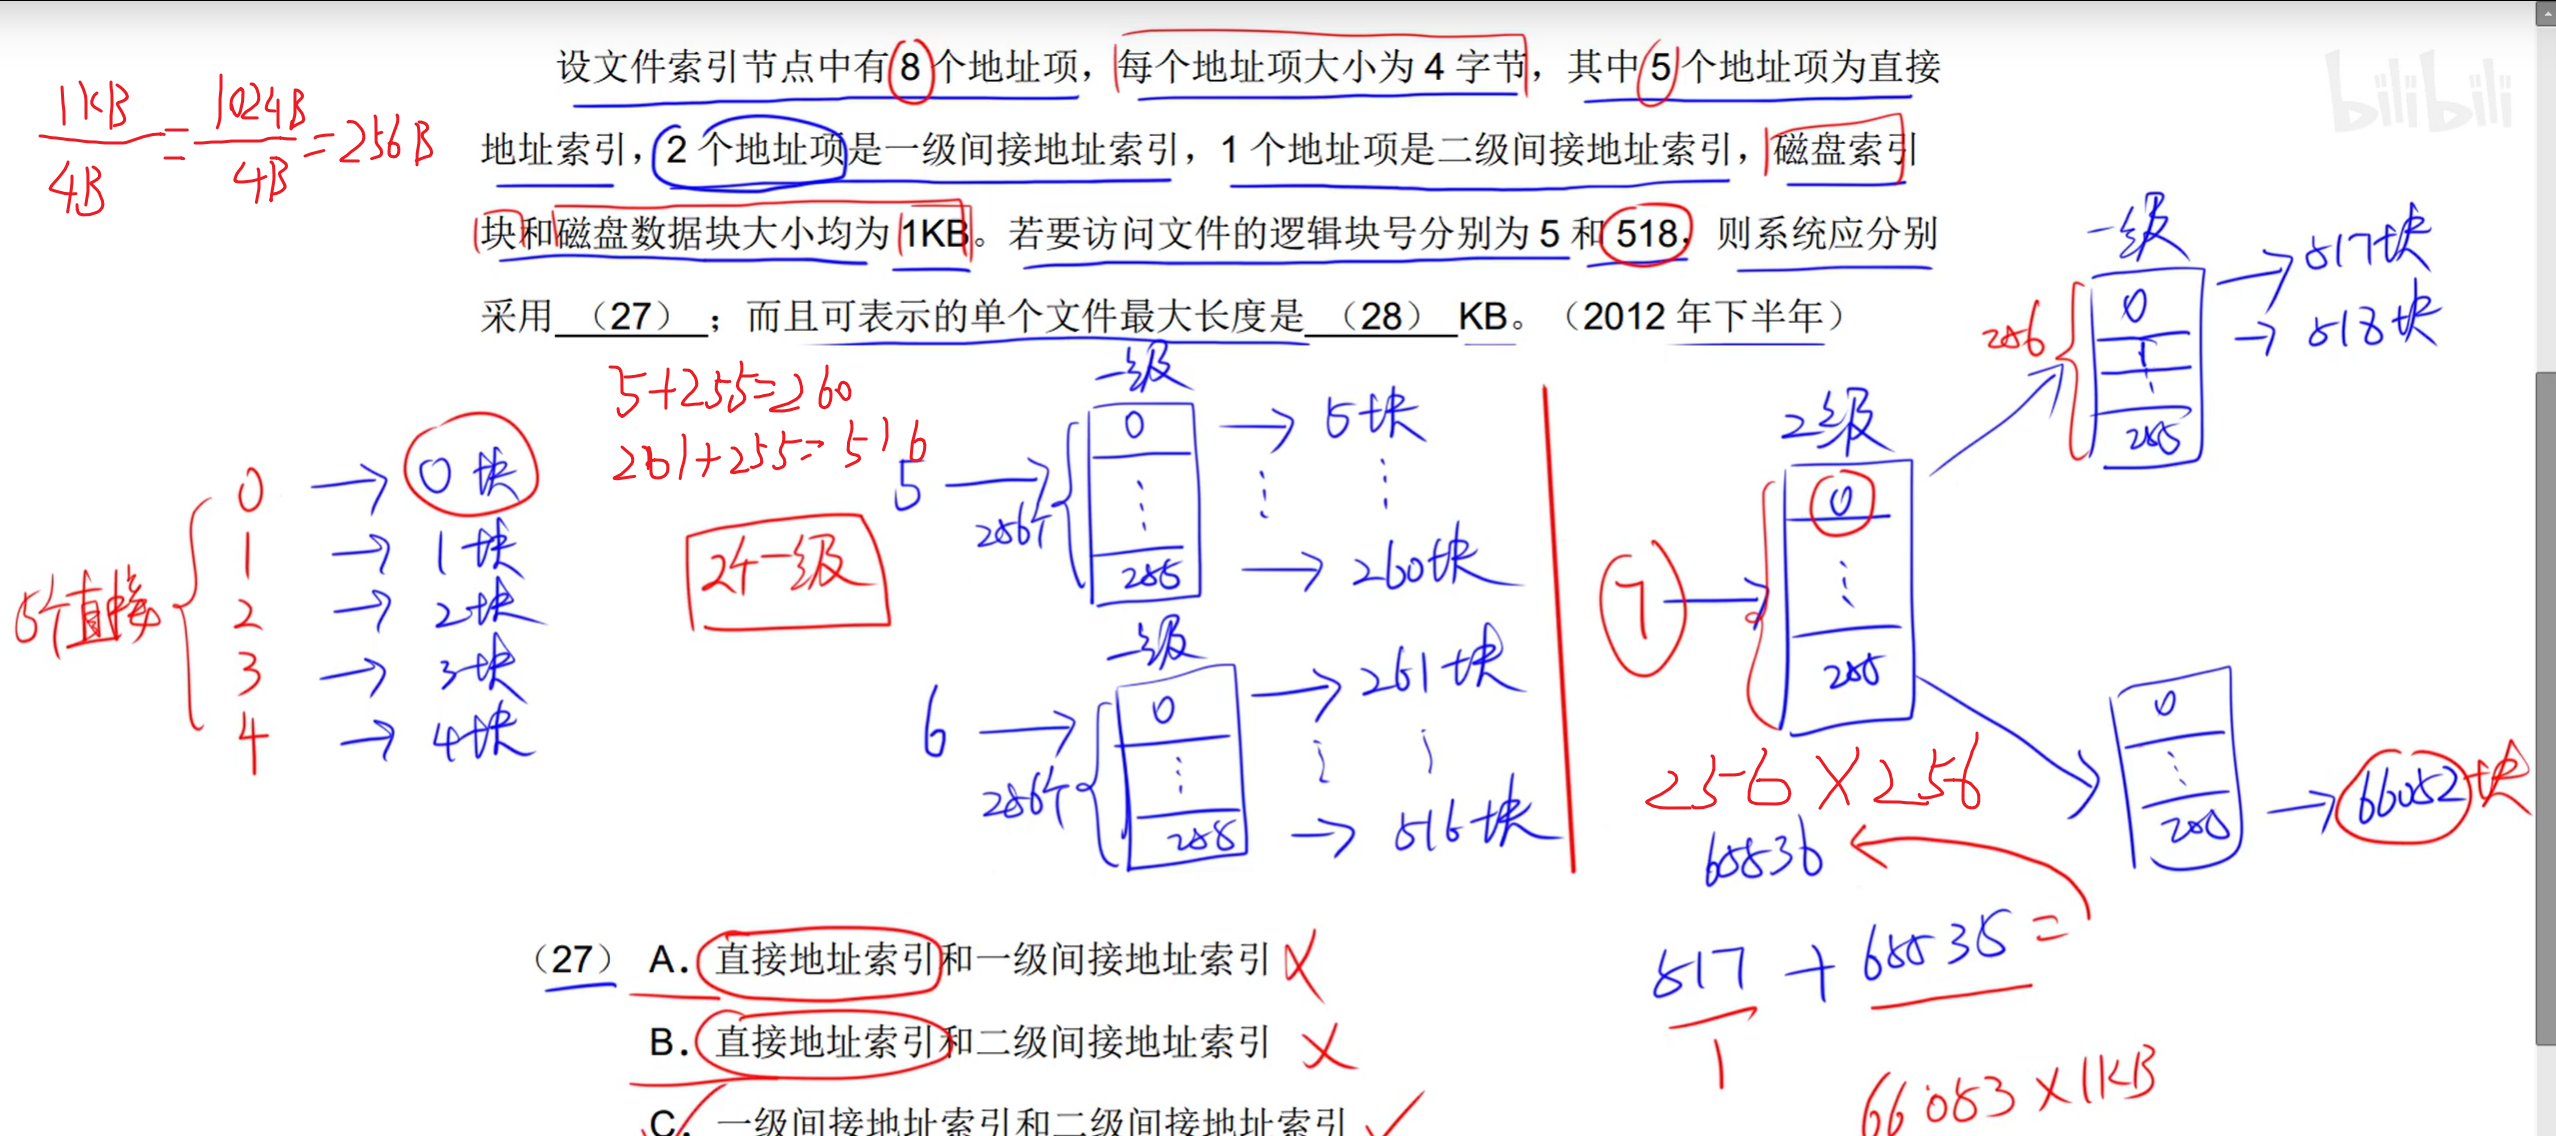 bilibili
设文件索引节点中有 8 个地址项，每个地址项大小为 4 字节，其中 5 个地址项为直接
地址索引，2 个地址项是一级间接地址索引，1 个地址项是二级间接地址索引，磁盘索引
块和磁盘数据块大小均为 1KB。若要访问文件的逻辑块号分别为 5 和 518，则系统应分别
采用 （27） ；而且可表示的单个文件最大长度是 （28） KB。（2012 年下半年）
1KB/4B = 1024B/4B = 256B
5+255=260
261+255=516
5个直接
0 → 0块
1 → 1块
2 → 2块
3 → 3块
4 → 4块
2个一级
一级
5 → 256个
0 → 5块
⋮
255 → 260块
一级
6 → 256个
0 → 261块
⋮
255 → 516块
2级
7 →
0
⋮
255
一级
256
0 → 517块
1 → 518块
⋮
255
0
⋮
255 → 66052块
256×256
65536
517+65535=
1
66053×1KB
（27） A. 直接地址索引和一级间接地址索引 ×
B. 直接地址索引和二级间接地址索引 ×
C. 一级间接地址索引和二级间接地址索引 ✓